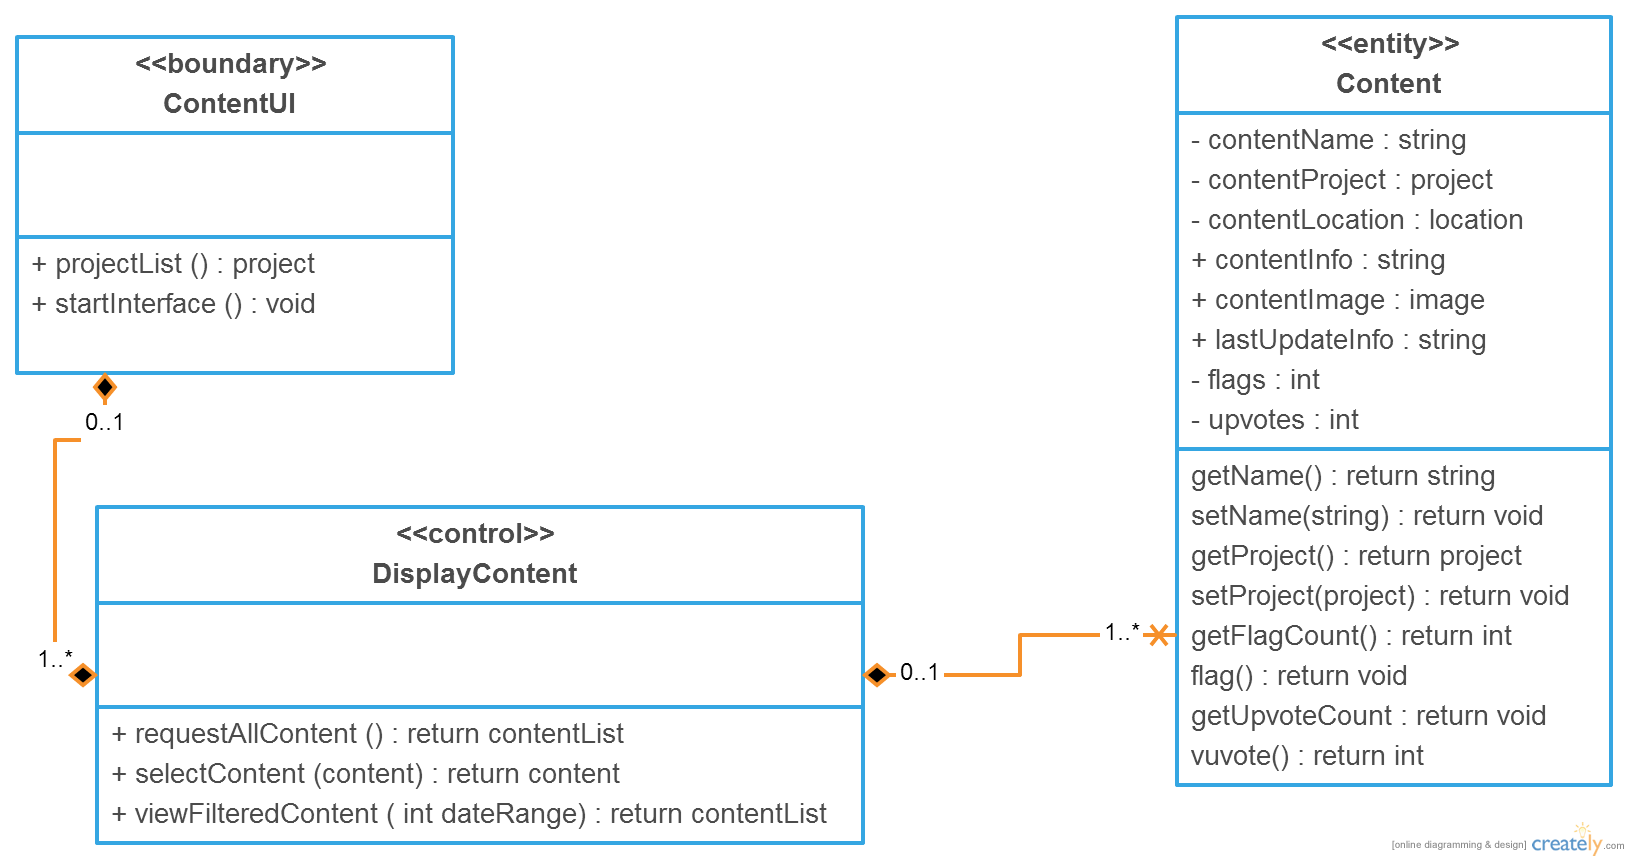 <<boundary>>
ContentUI
+ projectList () : project
+ startInterface () : void
0..1
1..*
<<control>>
DisplayContent
+ requestAllContent () : return contentList
+ selectContent (content) : return content
+ viewFilteredContent ( int dateRange) : return contentList
0..1
1..*
<<entity>>
Content
- contentName : string
- contentProject : project
- contentLocation : location
+ contentInfo : string
+ contentImage : image
+ lastUpdateInfo : string
- flags : int
- upvotes : int
getName() : return string
setName(string) : return void
getProject() : return project
setProject(project) : return void
getFlagCount() : return int
flag() : return void
getUpvoteCount : return void
vuvote() : return int
[online diagramming & design] creately.com